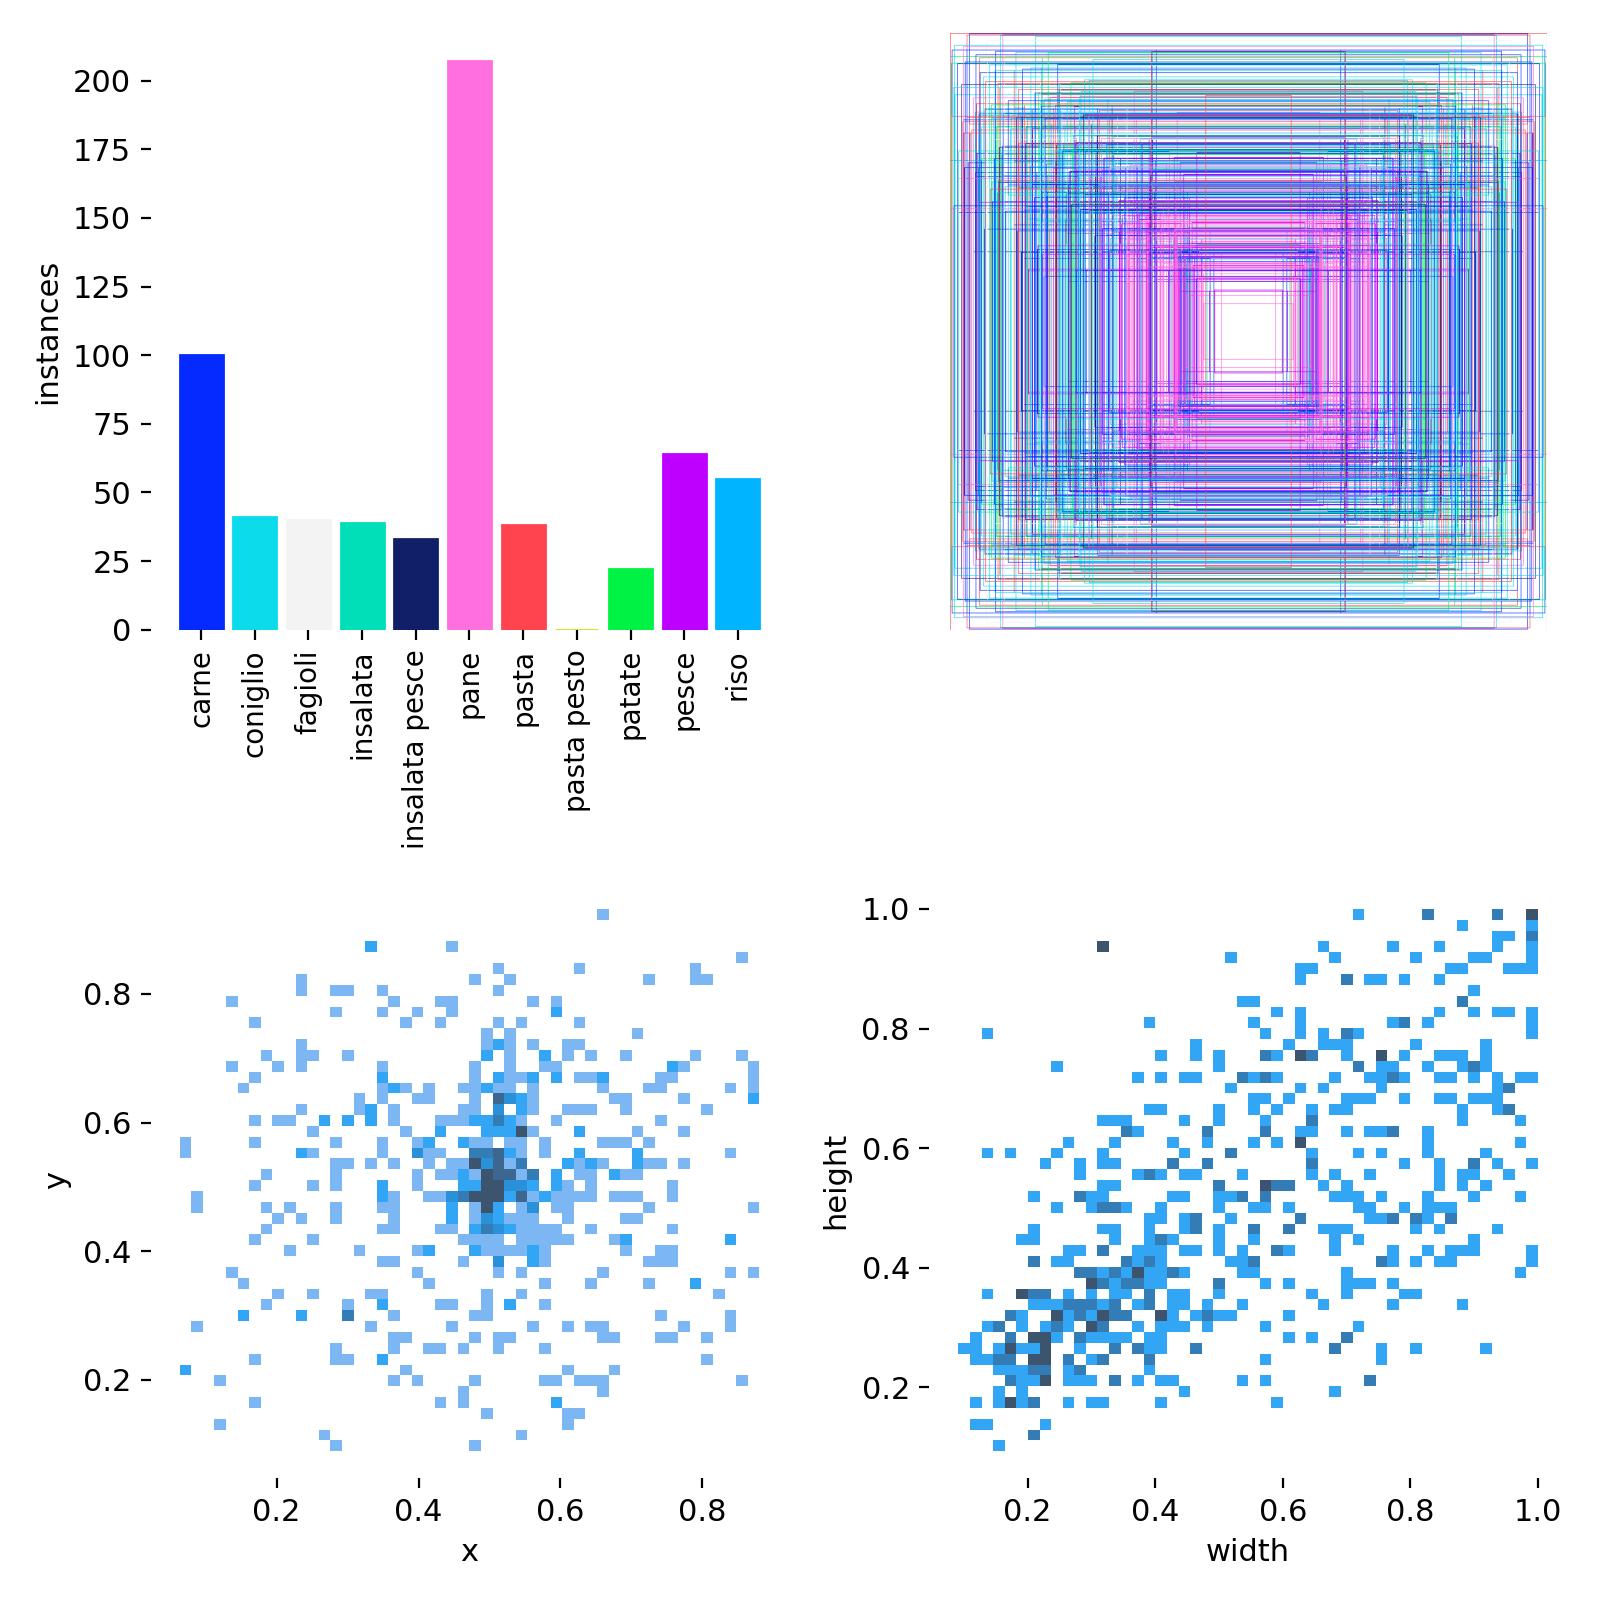 instances
200
175
150
125
100
75
50
25
0
carne
coniglio
fagioli
insalata
insalata pesce
pane
pasta
pasta pesto
patate
pesce
riso
y
0.8
0.6
0.4
0.2
0.2 0.4 0.6 0.8
x
height
1.0
0.8
0.6
0.4
0.2
0.2 0.4 0.6 0.8 1.0
width